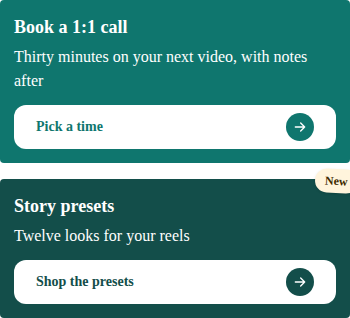 Book a 1:1 call
Thirty minutes on your next video, with notes
after
Pick a time
New
Story presets
Twelve looks for your reels
Shop the presets